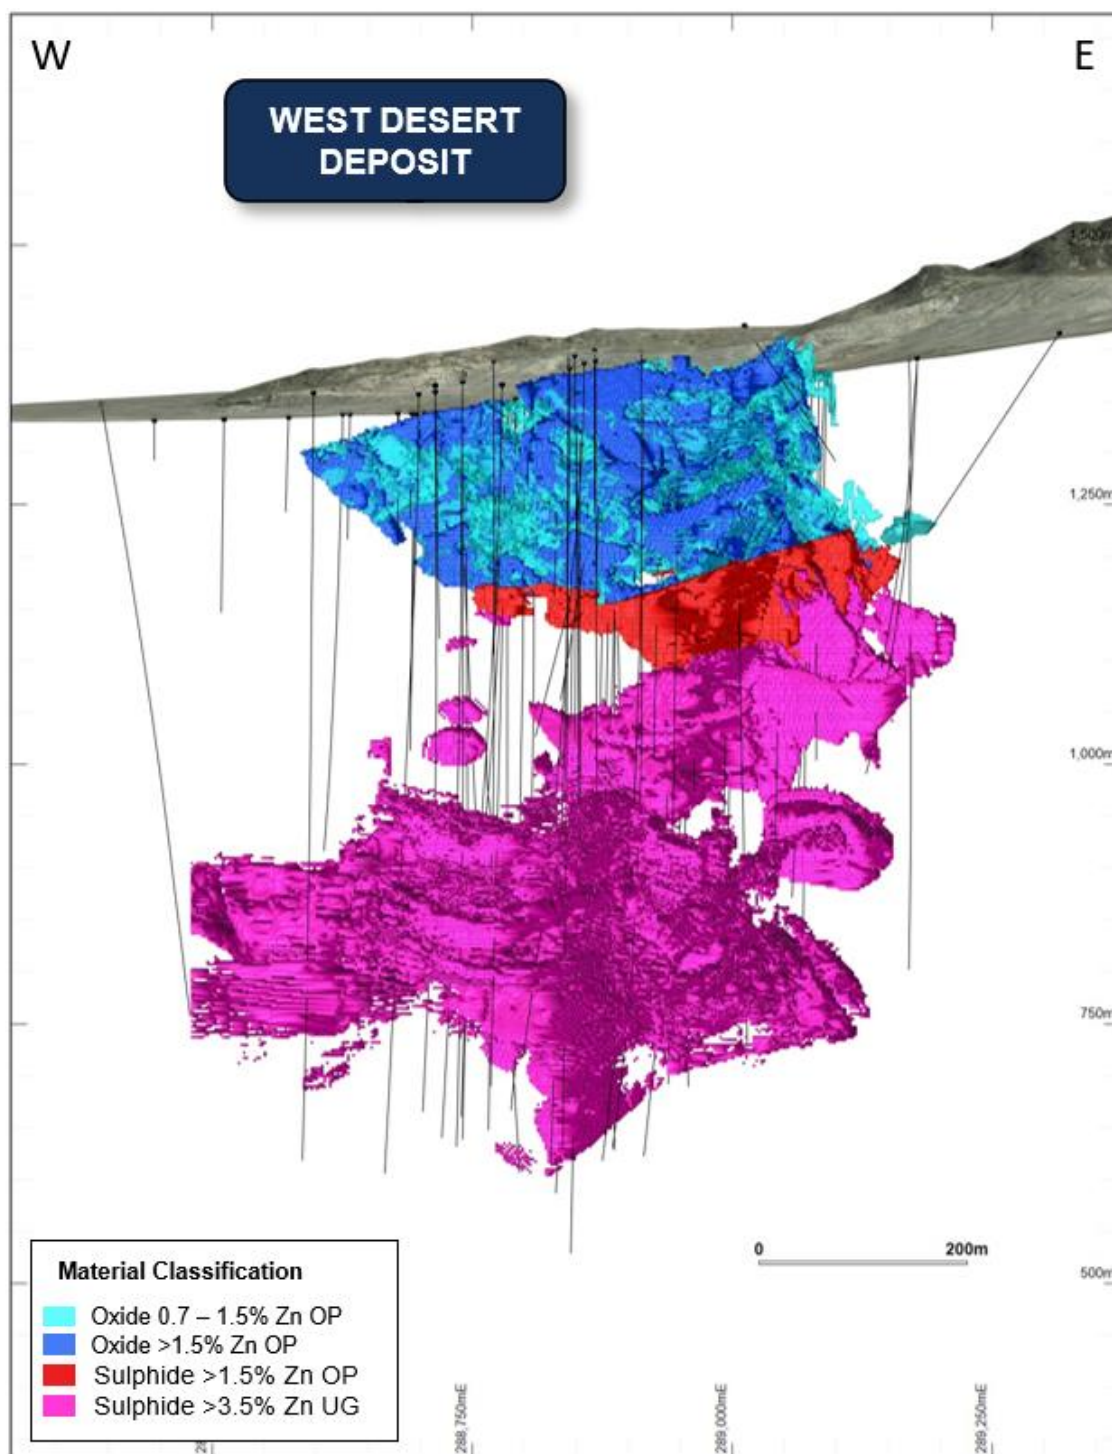 W
E
WEST DESERT
DEPOSIT
1,250m
1,000m
750m
0
200m
500m
Material Classification
Oxide 0.7 – 1.5% Zn OP
Oxide >1.5% Zn OP
Sulphide >1.5% Zn OP
Sulphide >3.5% Zn UG
288,750mE
289,000mE
289,250mE